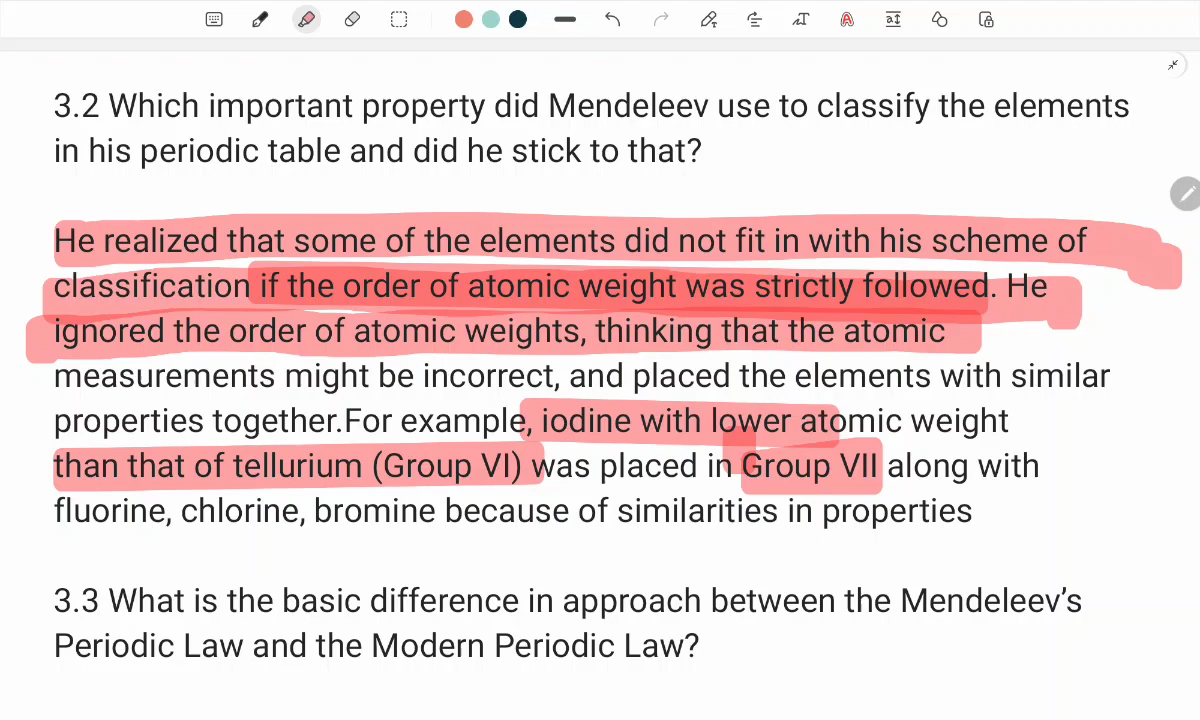 3.2 Which important property did Mendeleev use to classify the elements
in his periodic table and did he stick to that?
He realized that some of the elements did not fit in with his scheme of
classification if the order of atomic weight was strictly followed. He
ignored the order of atomic weights, thinking that the atomic
measurements might be incorrect, and placed the elements with similar
properties together.For example, iodine with lower atomic weight
than that of tellurium (Group VI) was placed in Group VII along with
fluorine, chlorine, bromine because of similarities in properties
3.3 What is the basic difference in approach between the Mendeleev’s
Periodic Law and the Modern Periodic Law?